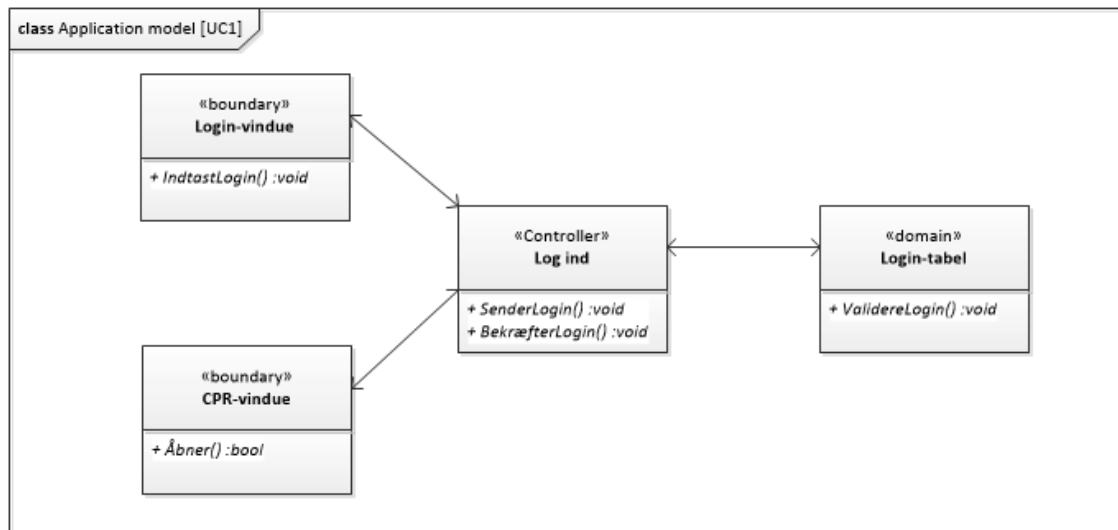 class Application model [UC1]
«boundary»
Login-vindue
+ IndtastLogin() :void
«Controller»
Log ind
+ SenderLogin() :void
+ BekræfterLogin() :void
«domain»
Login-tabel
+ ValidereLogin() :void
«boundary»
CPR-vindue
+ Åbner() :bool